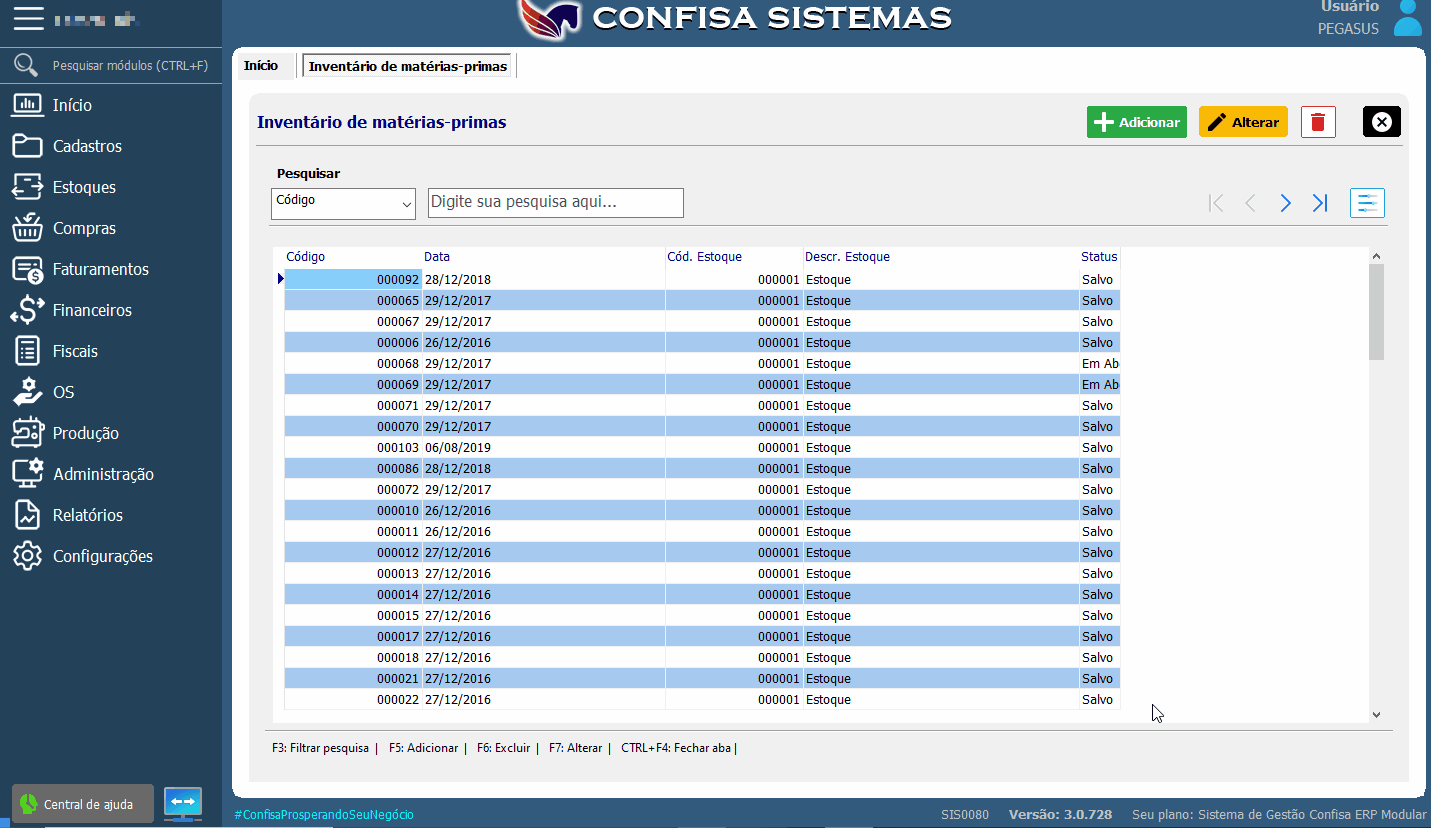 CONFISA SISTEMAS
Usuário
PEGASUS
Pesquisar módulos (CTRL+F)
Início
Cadastros
Estoques
Compras
Faturamentos
Financeiros
Fiscais
OS
Produção
Administração
Relatórios
Configurações
Central de ajuda
Início
Inventário de matérias-primas
Inventário de matérias-primas
Adicionar
Alterar
Pesquisar
Código
Digite sua pesquisa aqui...
Código Data Cód. Estoque Descr. Estoque Status
000092 28/12/2018 000001 Estoque Salvo
000065 29/12/2017 000001 Estoque Salvo
000067 29/12/2017 000001 Estoque Salvo
000006 26/12/2016 000001 Estoque Salvo
000068 29/12/2017 000001 Estoque Em Ab
000069 29/12/2017 000001 Estoque Em Ab
000071 29/12/2017 000001 Estoque Salvo
000070 29/12/2017 000001 Estoque Salvo
000103 06/08/2019 000001 Estoque Salvo
000086 28/12/2018 000001 Estoque Salvo
000072 29/12/2017 000001 Estoque Salvo
000010 26/12/2016 000001 Estoque Salvo
000011 26/12/2016 000001 Estoque Salvo
000012 27/12/2016 000001 Estoque Salvo
000013 27/12/2016 000001 Estoque Salvo
000014 27/12/2016 000001 Estoque Salvo
000015 27/12/2016 000001 Estoque Salvo
000017 27/12/2016 000001 Estoque Salvo
000018 27/12/2016 000001 Estoque Salvo
000021 27/12/2016 000001 Estoque Salvo
000022 27/12/2016 000001 Estoque Salvo
F3: Filtrar pesquisa | F5: Adicionar | F6: Excluir | F7: Alterar | CTRL+F4: Fechar aba |
#ConfisaProsperandoSeuNegócio
SIS0080 Versão: 3.0.728 Seu plano: Sistema de Gestão Confisa ERP Modular